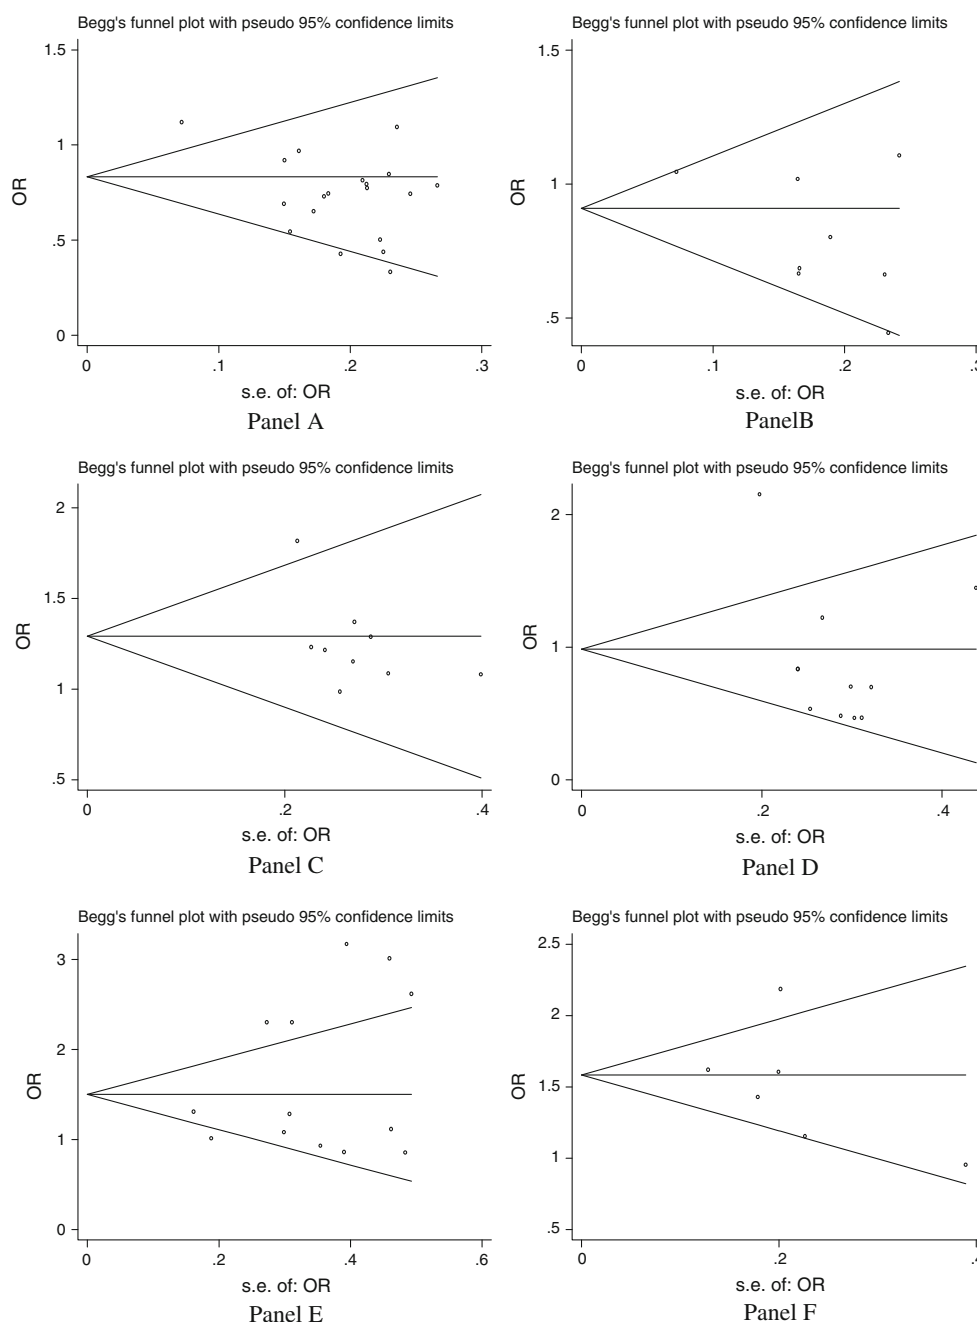 Begg's funnel plot with pseudo 95% confidence limits
1.5
1
.5
0
OR
0
.1
.2
.3
s.e. of: OR
Panel A
Begg's funnel plot with pseudo 95% confidence limits
1.5
1
.5
OR
0
.1
.2
.3
s.e. of: OR
PanelB
Begg's funnel plot with pseudo 95% confidence limits
2
1.5
1
.5
OR
0
.2
.4
s.e. of: OR
Panel C
Begg's funnel plot with pseudo 95% confidence limits
2
1
0
OR
0
.2
.4
s.e. of: OR
Panel D
Begg's funnel plot with pseudo 95% confidence limits
3
2
1
0
OR
0
.2
.4
.6
s.e. of: OR
Panel E
Begg's funnel plot with pseudo 95% confidence limits
2.5
2
1.5
1
.5
OR
0
.2
.4
s.e. of: OR
Panel F